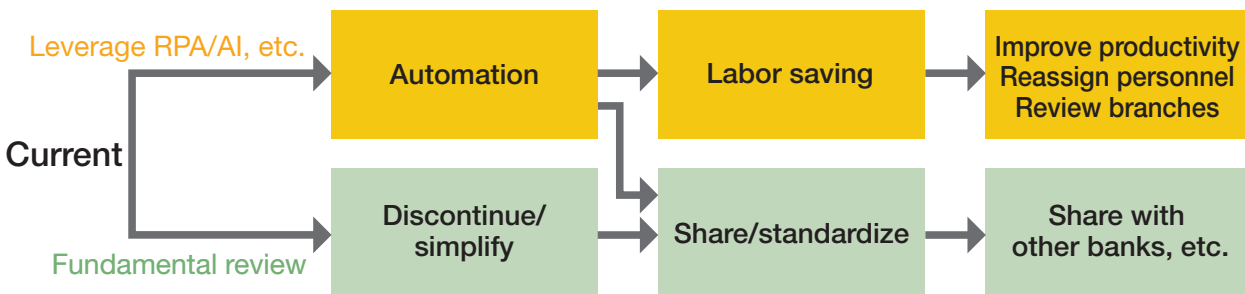 Leverage RPA/AI, etc.
Automation
Labor saving
Improve productivity
Reassign personnel
Review branches
Current
Discontinue/
simplify
Share/standardize
Share with
other banks, etc.
Fundamental review